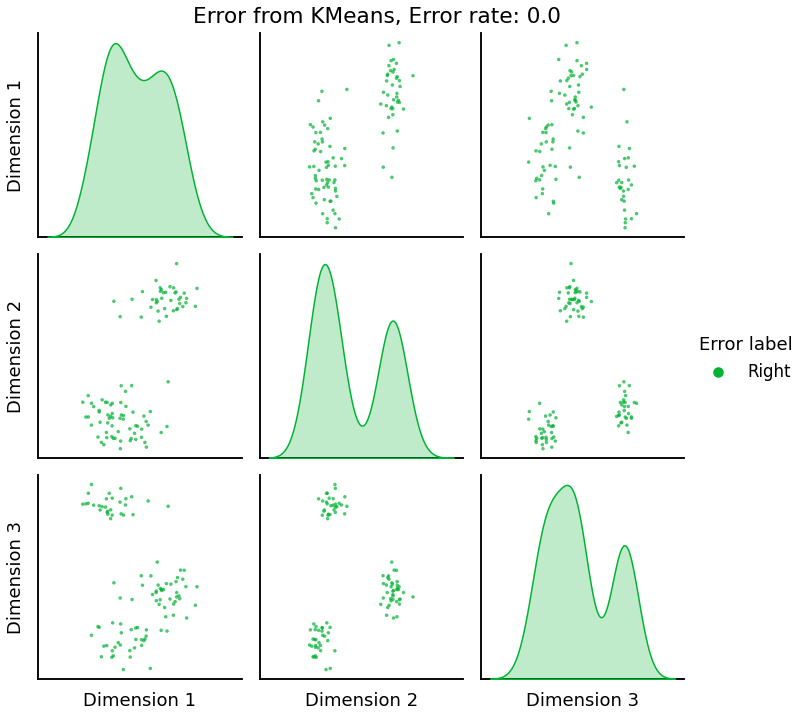 Error from KMeans, Error rate: 0.0
Dimension 1
Dimension 2
Error label
Right
Dimension 3
Dimension 1
Dimension 2
Dimension 3